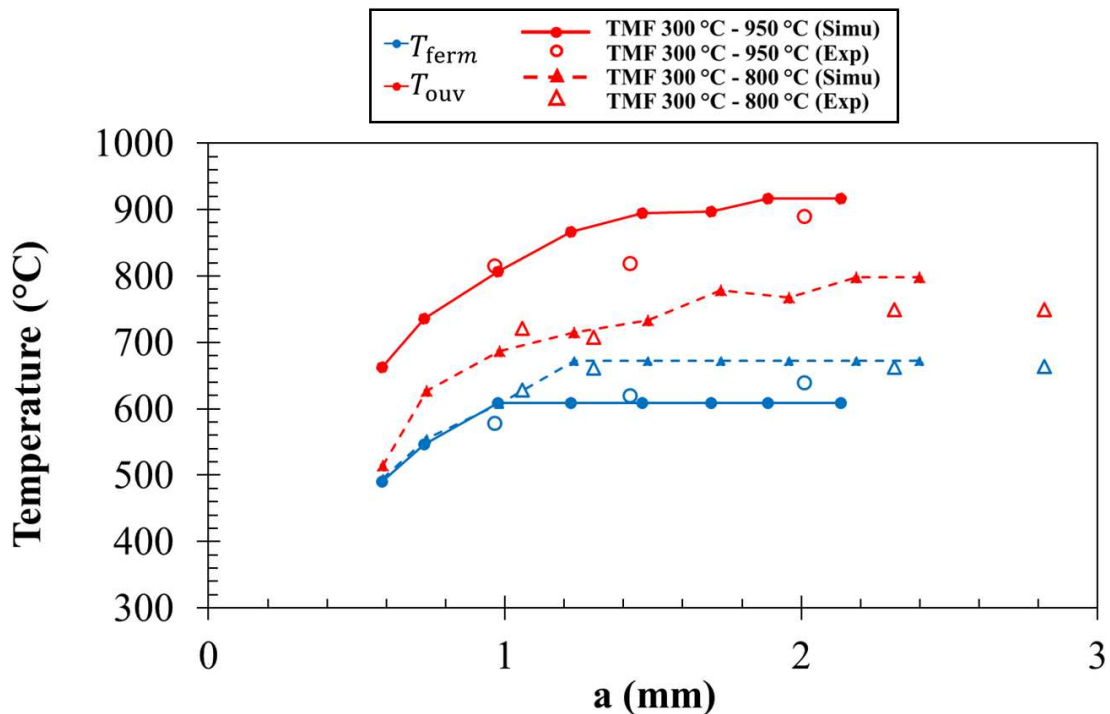 T_ferm
T_ouv
TMF 300 °C - 950 °C (Simu)
TMF 300 °C - 950 °C (Exp)
TMF 300 °C - 800 °C (Simu)
TMF 300 °C - 800 °C (Exp)
Temperature (°C)
1000
900
800
700
600
500
400
300
0 1 2 3
a (mm)